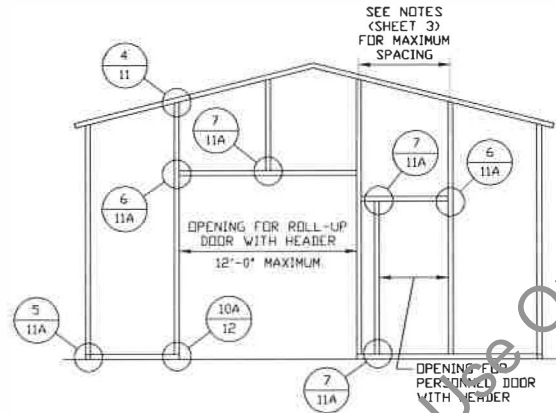 SEE NOTES
(SHEET 3)
FOR MAXIMUM
SPACING
4
11
7
11A
7
11A
6
11A
6
11A
OPENING FOR ROLL-UP
DOOR WITH HEADER
12'-0" MAXIMUM
5
11A
10A
12
7
11A
OPENING FOR
PERSONNEL DOOR
WITH HEADER
Use